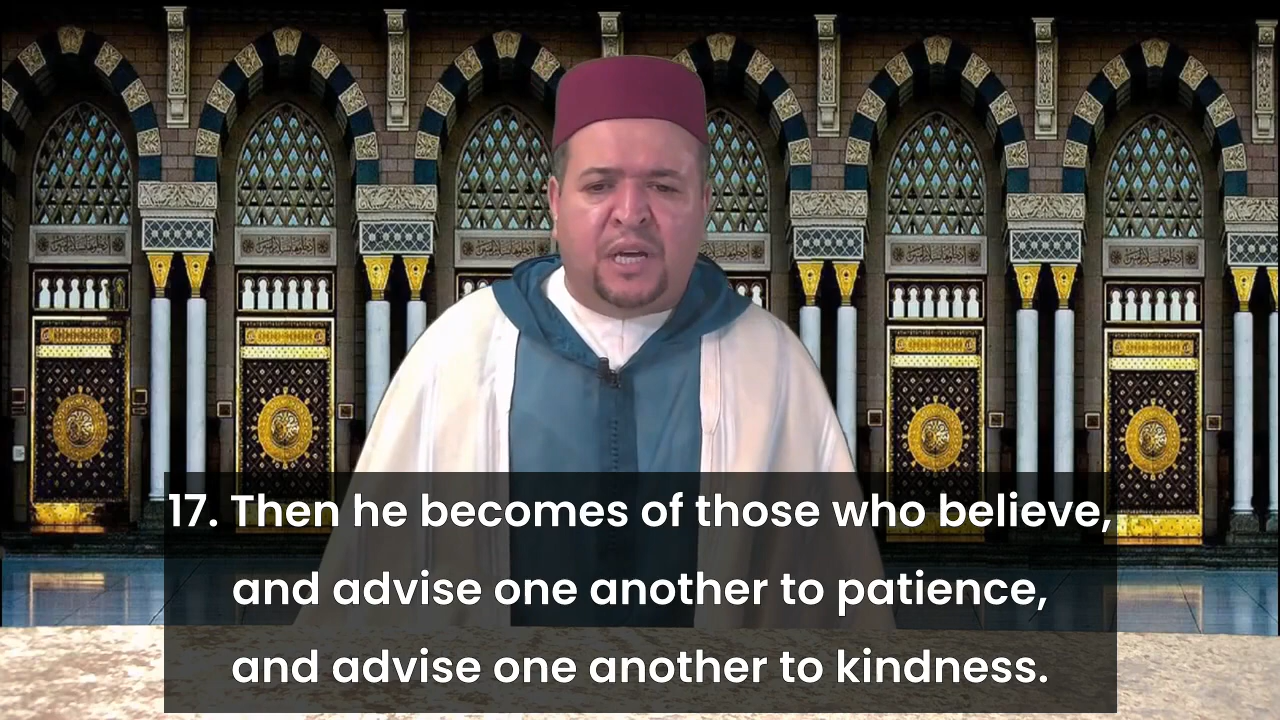 17. Then he becomes of those who believe,
and advise one another to patience,
and advise one another to kindness.